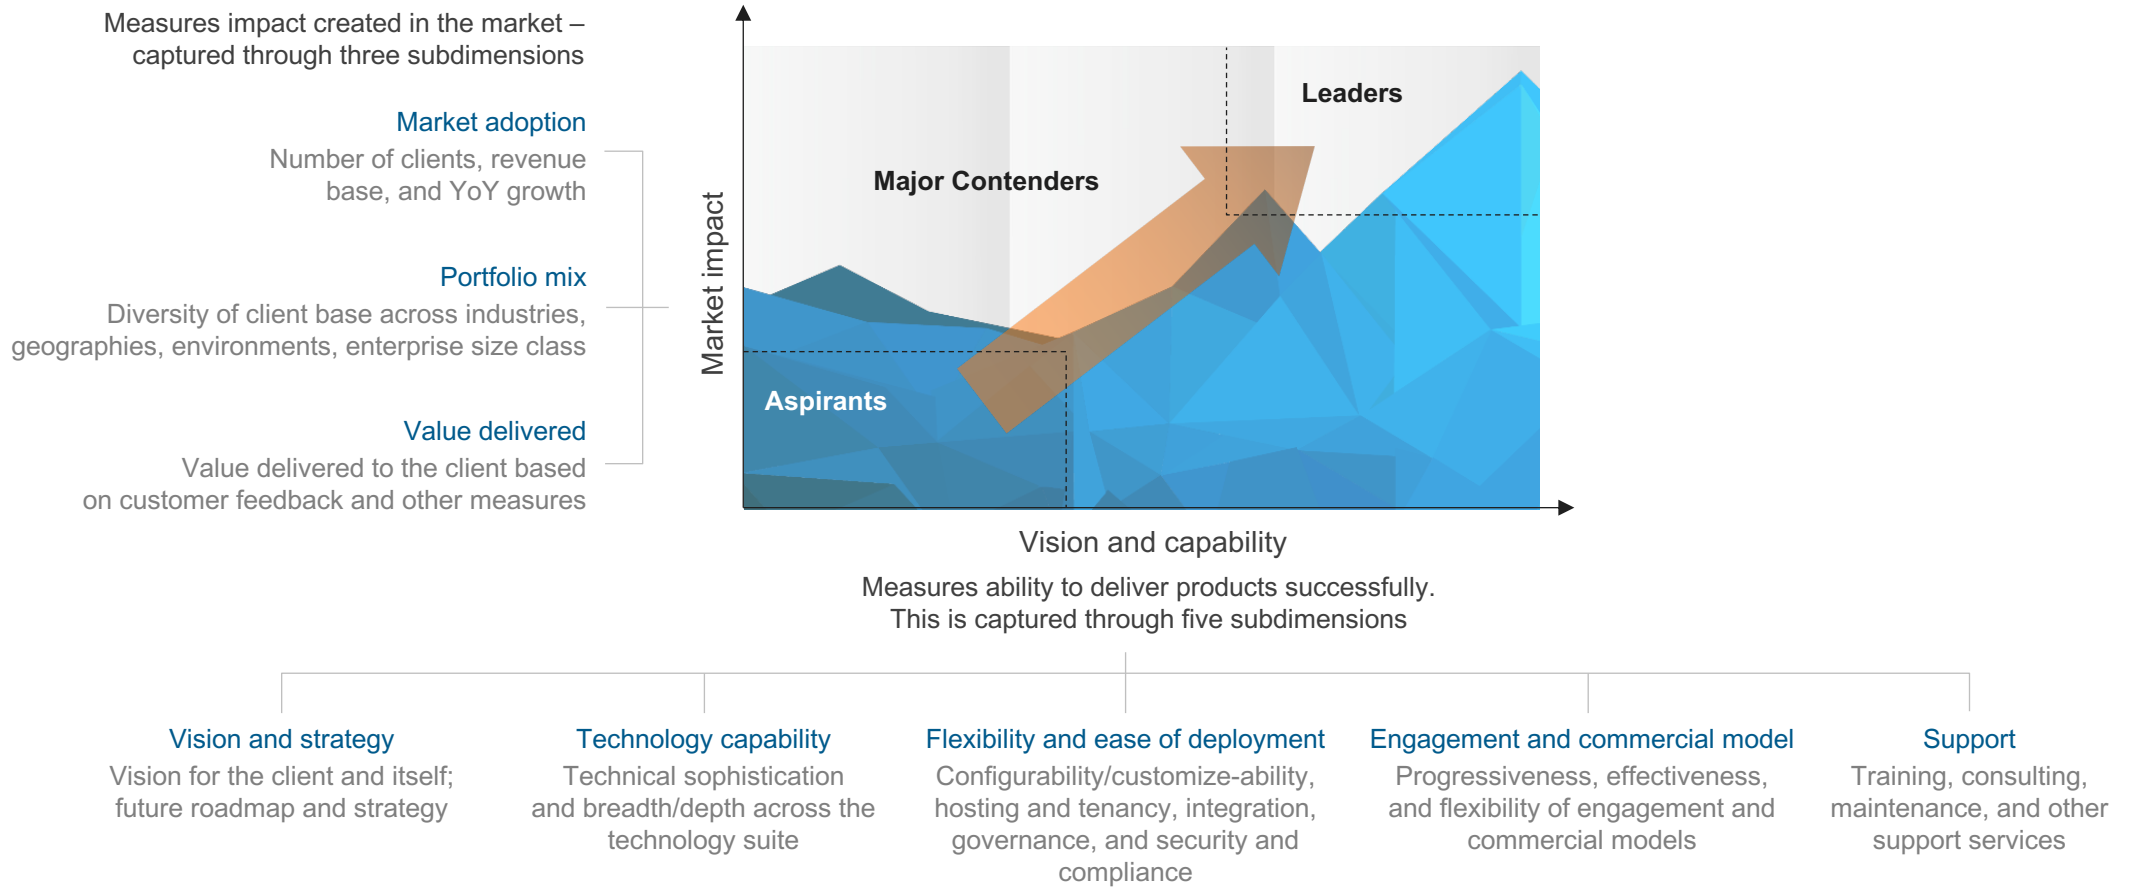 Measures impact created in the market –
captured through three subdimensions
Market adoption
Number of clients, revenue
base, and YoY growth
Portfolio mix
Diversity of client base across industries,
geographies, environments, enterprise size class
Value delivered
Value delivered to the client based
on customer feedback and other measures
Market impact
Leaders
Major Contenders
Aspirants
Vision and capability
Measures ability to deliver products successfully.
This is captured through five subdimensions
Vision and strategy
Vision for the client and itself;
future roadmap and strategy
Technology capability
Technical sophistication
and breadth/depth across the
technology suite
Flexibility and ease of deployment
Configurability/customize-ability,
hosting and tenancy, integration,
governance, and security and
compliance
Engagement and commercial model
Progressiveness, effectiveness,
and flexibility of engagement and
commercial models
Support
Training, consulting,
maintenance, and other
support services